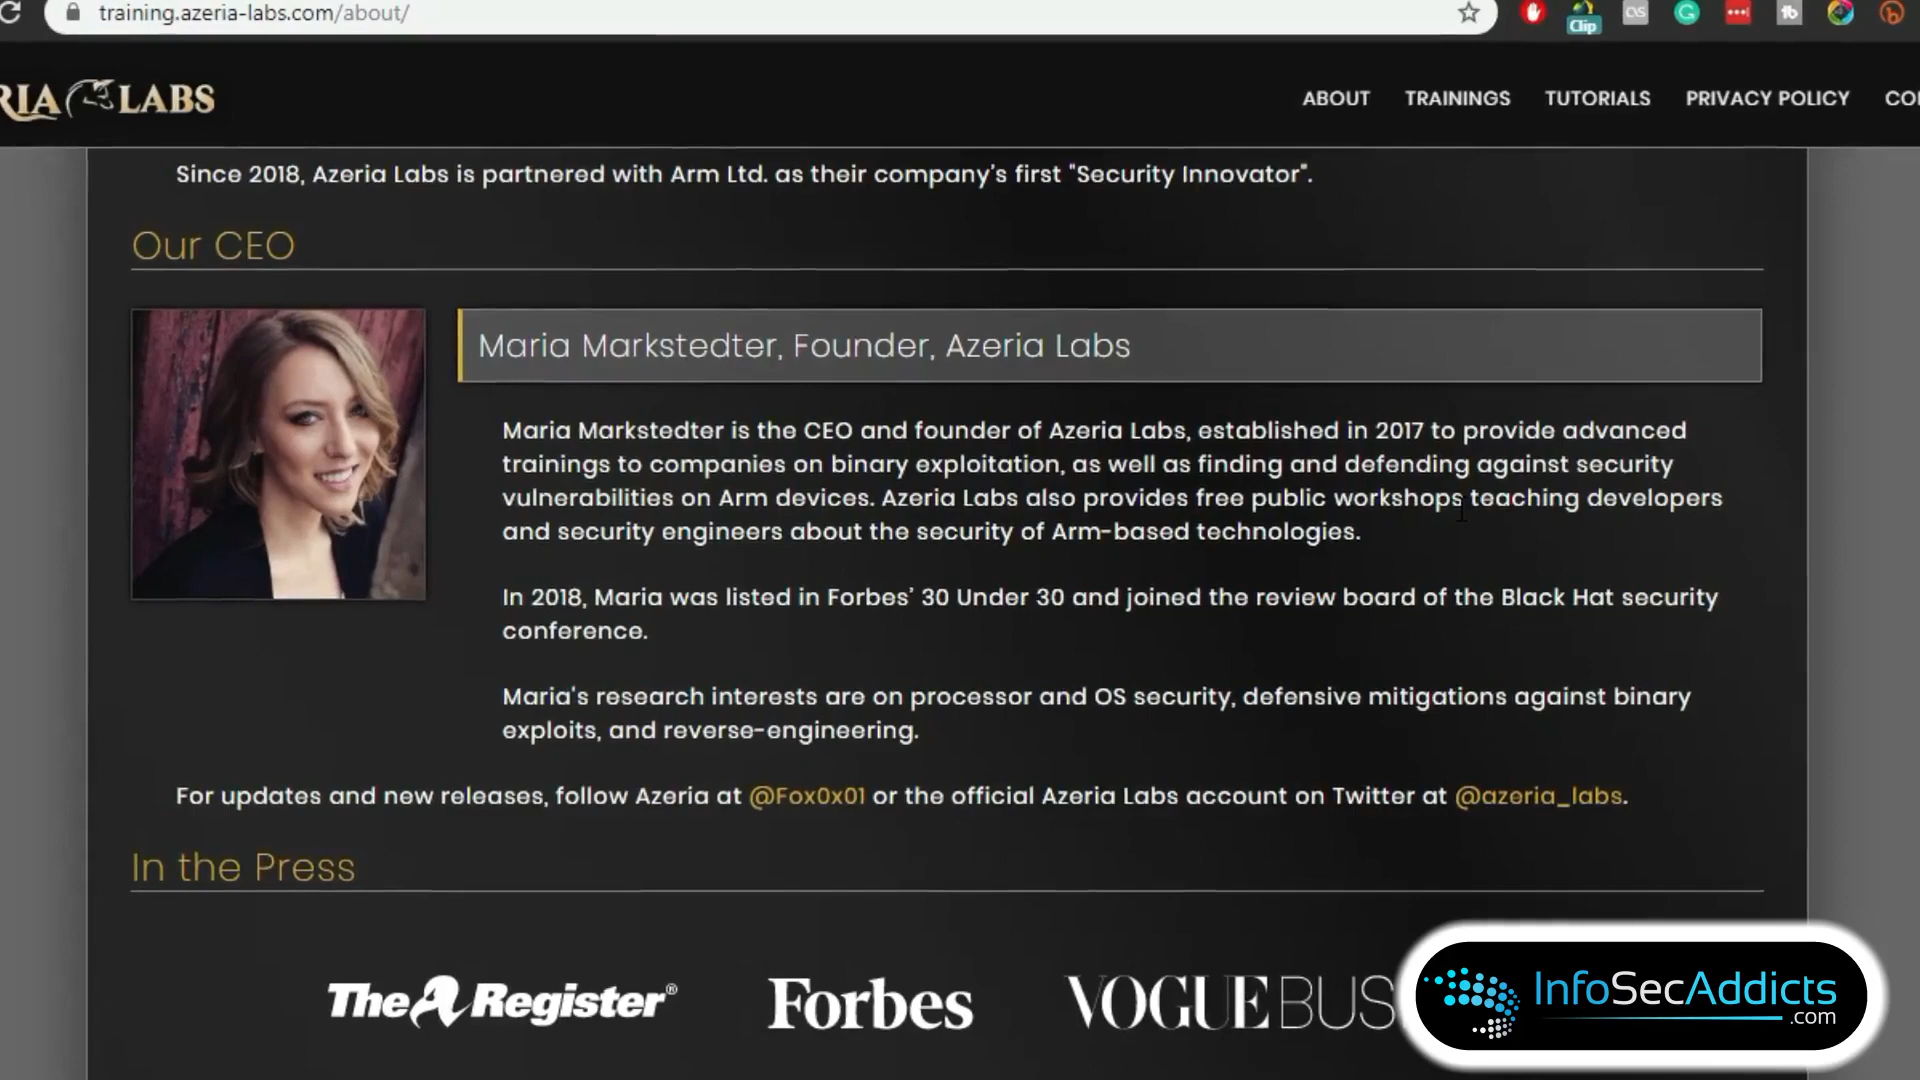 training.azeria-labs.com/about/
Clip
RIA LABS
ABOUT TRAININGS TUTORIALS PRIVACY POLICY CO
Since 2018, Azeria Labs is partnered with Arm Ltd. as their company's first "Security Innovator".
Our CEO
Maria Markstedter, Founder, Azeria Labs
Maria Markstedter is the CEO and founder of Azeria Labs, established in 2017 to provide advanced
trainings to companies on binary exploitation, as well as finding and defending against security
vulnerabilities on Arm devices. Azeria Labs also provides free public workshops teaching developers
and security engineers about the security of Arm-based technologies.
In 2018, Maria was listed in Forbes' 30 Under 30 and joined the review board of the Black Hat security
conference.
Maria's research interests are on processor and OS security, defensive mitigations against binary
exploits, and reverse-engineering.
For updates and new releases, follow Azeria at @Fox0x01 or the official Azeria Labs account on Twitter at @azeria_labs.
In the Press
The Register® Forbes VOGUE BUS
InfoSecAddicts
.com